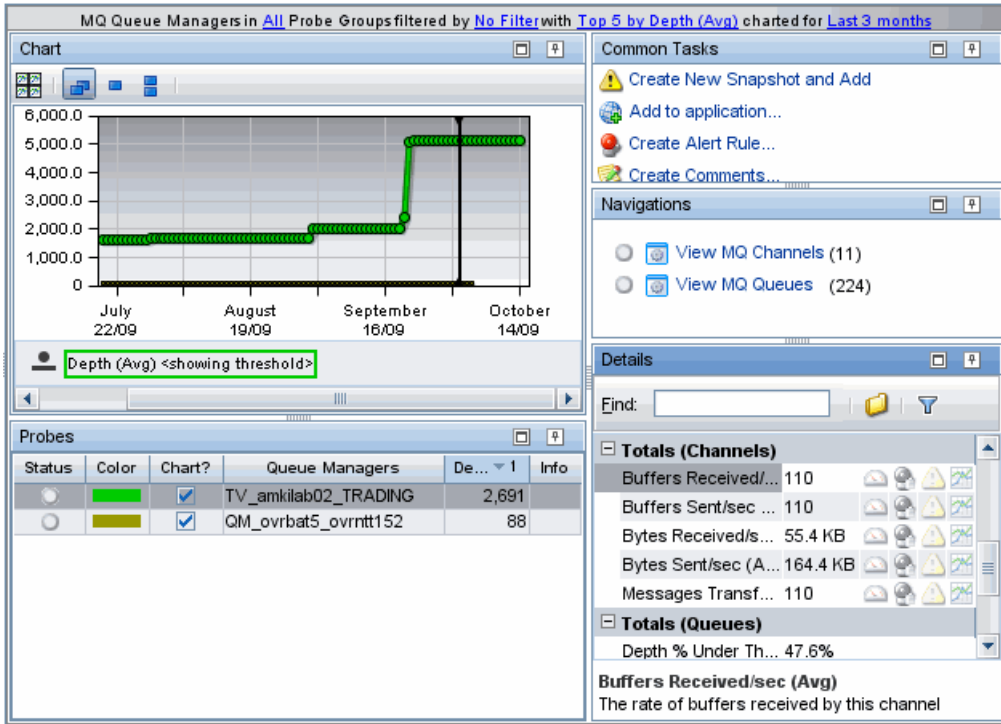 MQ Queue Managers in All Probe Groups filtered by No Filter with Top 5 by Depth (Avg) charted for Last 3 months
Chart
6,000.0
5,000.0
4,000.0
3,000.0
2,000.0
1,000.0
0
July August September October
22/09 19/09 16/09 14/09
Depth (Avg) <showing threshold>
Probes
Status Color Chart? Queue Managers De... 1 Info
TV_amkilab02_TRADING 2,691
QM_ovrbat5_ovrntt152 88
Common Tasks
Create New Snapshot and Add
Add to application...
Create Alert Rule...
Create Comments...
Navigations
View MQ Channels (11)
View MQ Queues (224)
Details
Find:
Totals (Channels)
Buffers Received/... 110
Buffers Sent/sec ... 110
Bytes Received/s... 55.4 KB
Bytes Sent/sec (A... 164.4 KB
Messages Transf... 110
Totals (Queues)
Depth % Under Th... 47.6%
Buffers Received/sec (Avg)
The rate of buffers received by this channel